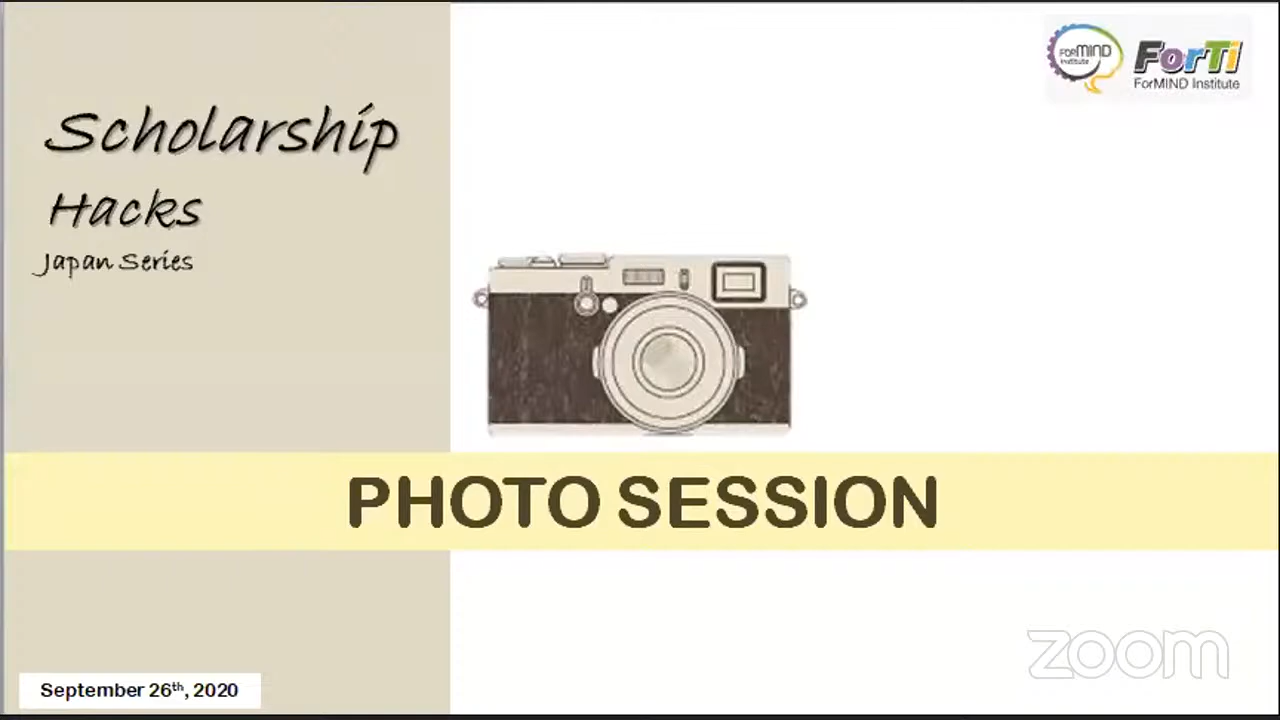 Scholarship
Hacks
Japan Series
FORMIND
Institute
ForTi
ForMIND Institute
PHOTO SESSION
zoom
September 26th, 2020